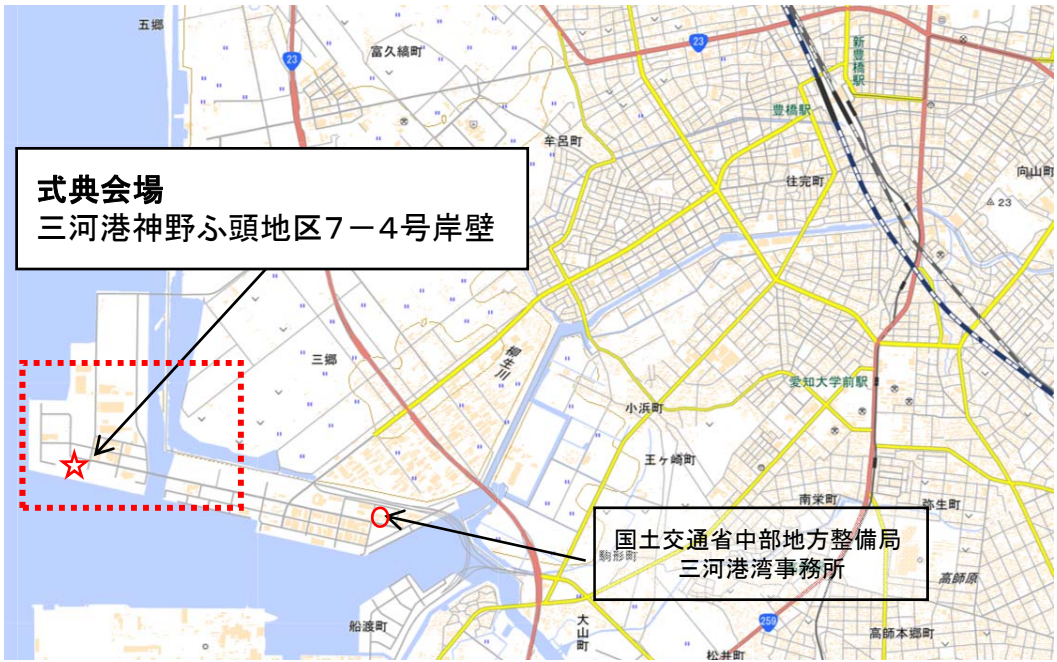 五郷
23
富久縞町
23
新豊橋駅
豊橋駅
牟呂町
往完町
向山町
23
式典会場
三河港神野ふ頭地区7－4号岸壁
三郷
柳生川
小浜町
愛知大学前駅
王ヶ崎町
南栄町
弥生町
国土交通省中部地方整備局
三河港湾事務所
駒形町
高師原
船渡町
大山町
259
高師本郷町
松井町